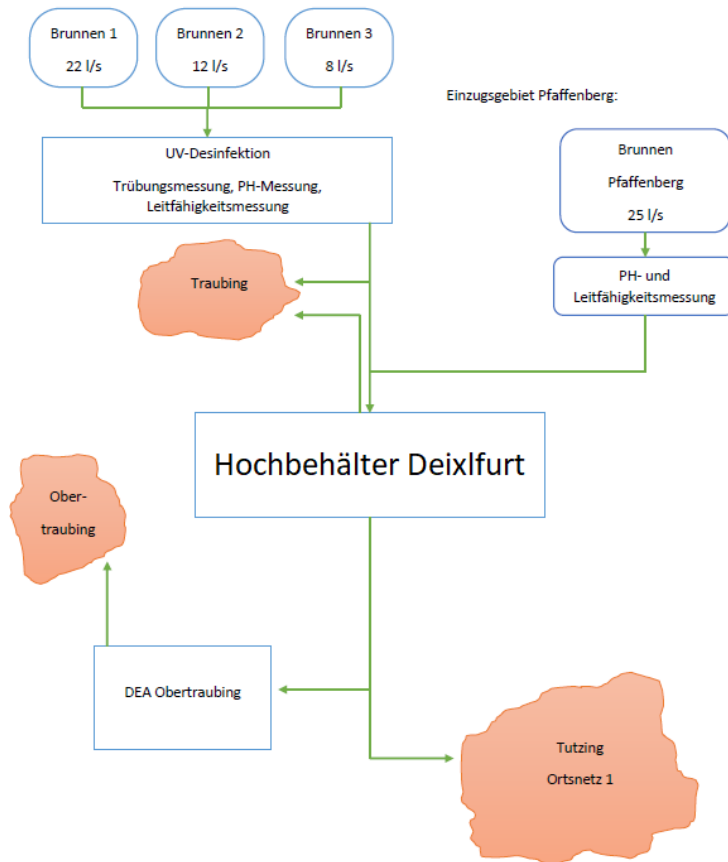 Brunnen 1
22 l/s
Brunnen 2
12 l/s
Brunnen 3
8 l/s
Einzugsgebiet Pfaffenberg:
UV-Desinfektion
Trübungsmessung, PH-Messung,
Leitfähigkeitsmessung
Brunnen
Pfaffenberg
25 l/s
Traubing
PH- und
Leitfähigkeitsmessung
Hochbehälter Deixlfurt
Ober-
traubing
DEA Obertraubing
Tutzing
Ortsnetz 1